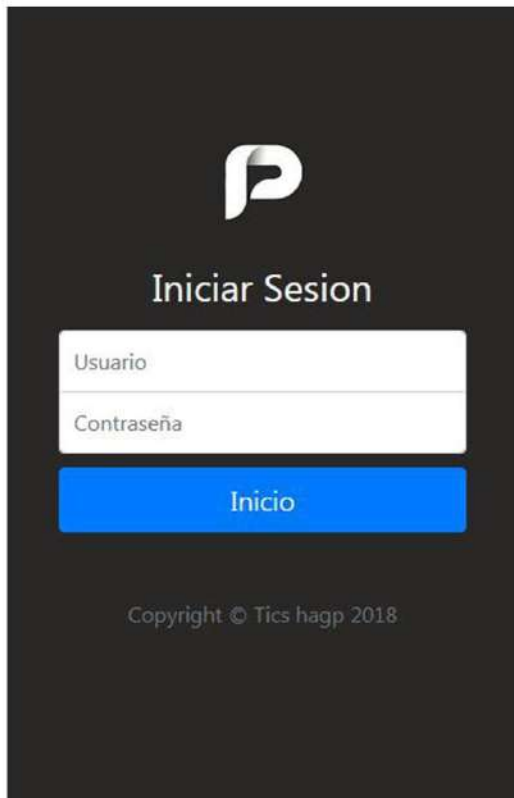 Iniciar Sesion
Usuario
Contraseña
Inicio
Copyright © Tics hagp 2018